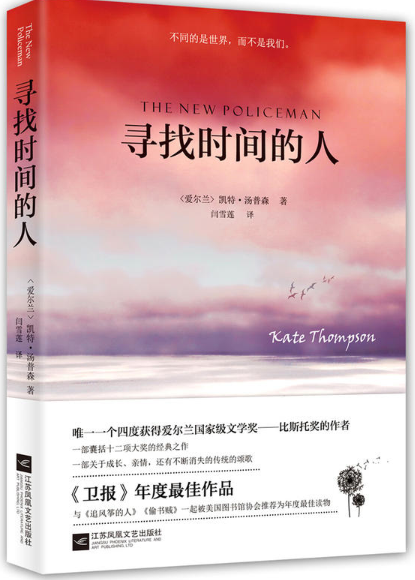 The New
Policeman
寻找时间的人
〈爱尔兰〉凯特·汤普森 著
闫雪莲 译
江苏凤凰文艺出版社
不同的是世界，而不是我们。
THE NEW POLICEMAN
寻找时间的人
〈爱尔兰〉凯特·汤普森 著
闫雪莲 译
Kate Thompson
唯一一个四度获得爱尔兰国家级文学奖——比斯托奖的作者
一部囊括十二项大奖的经典之作
一部关于成长、亲情，还有不断消失的传统的颂歌
《卫报》年度最佳作品
与《追风筝的人》《偷书贼》一起被美国图书馆协会推荐为年度最佳读物
江苏凤凰文艺出版社
JIANGSU PHOENIX LITERATURE AND
ART PUBLISHING, LTD